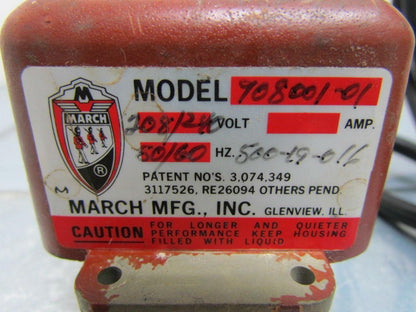 M
MARCH
®
MODEL 908001-01
208/240 VOLT AMP.
50/60 HZ. 500-19-016
PATENT NO'S. 3,074,349
3117526, RE26094 OTHERS PEND
M
MARCH MFG., INC. GLENVIEW, ILL.
CAUTION FOR LONGER AND QUIETER
PERFORMANCE KEEP HOUSING
FILLED WITH LIQUID